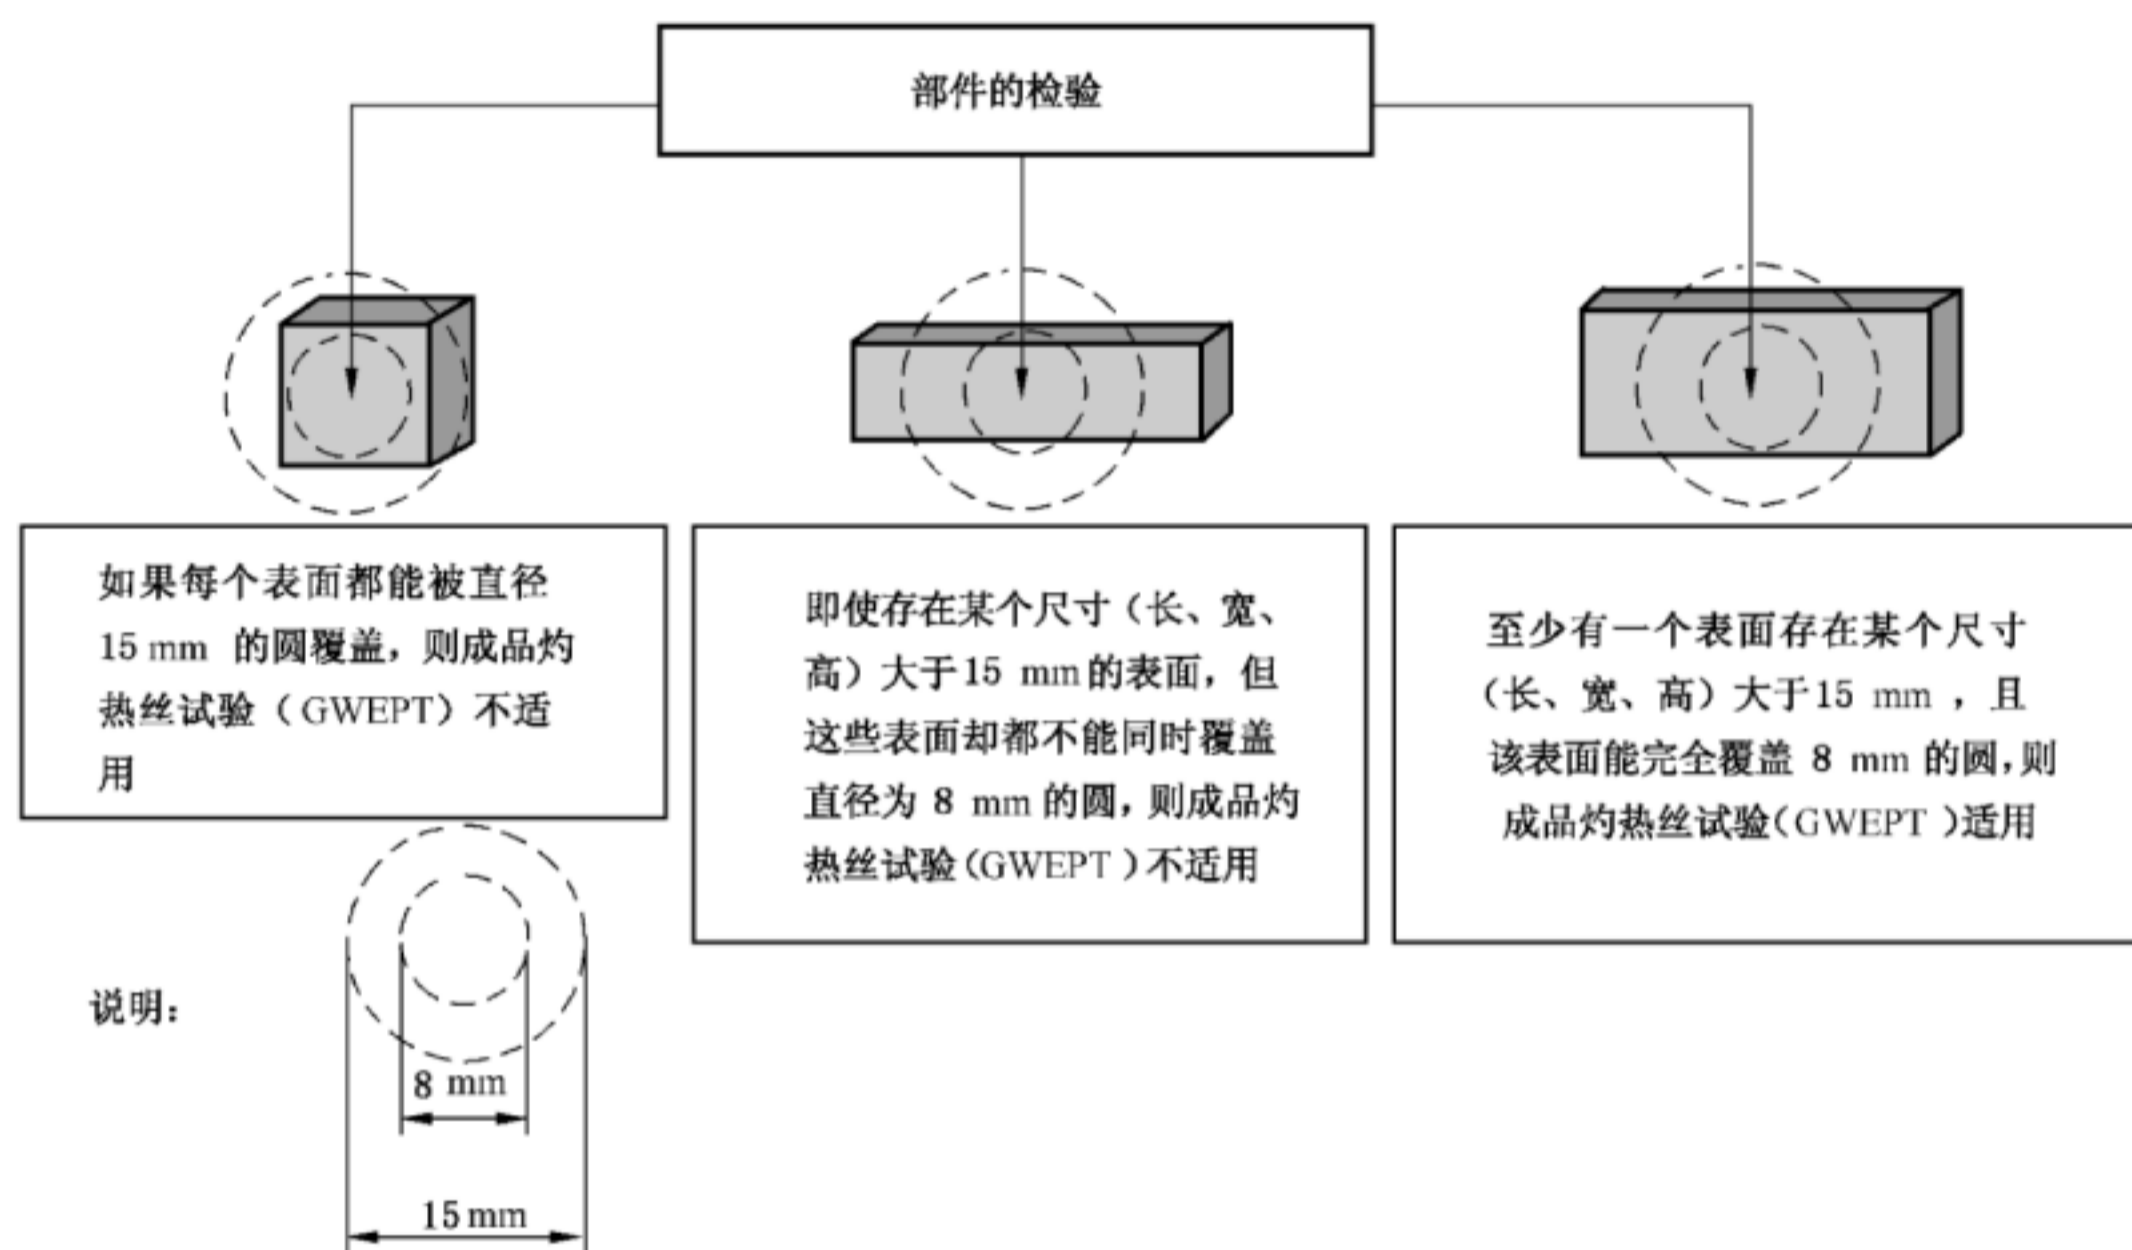 部件的检验
如果每个表面都能被直径
15 mm 的圆覆盖，则成品灼
热丝试验（GWEPT）不适
用
即使存在某个尺寸（长、宽、
高）大于15 mm的表面，但
这些表面却都不能同时覆盖
直径为 8 mm 的圆，则成品灼
热丝试验（GWEPT）不适用
至少有一个表面存在某个尺寸
（长、宽、高）大于15 mm，且
该表面能完全覆盖 8 mm 的圆，则
成品灼热丝试验（GWEPT）适用
说明：
8 mm
15 mm